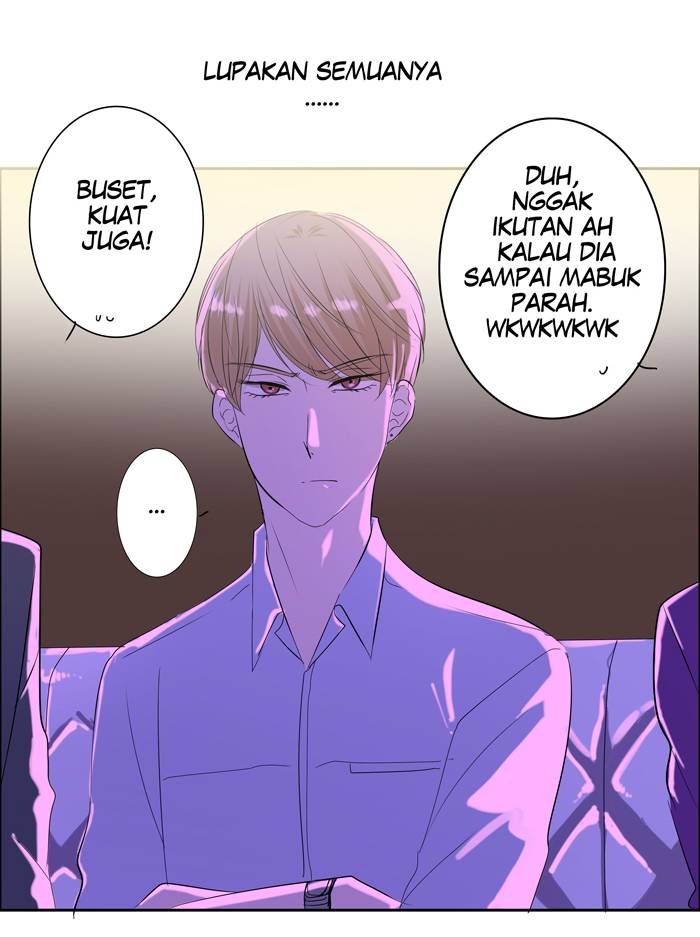 LUPAKAN SEMUANYA
......
BUSET,
KUAT
JUGA!
DUH,
NGGAK
IKUTAN AH
KALAU DIA
SAMPAI MABUK
PARAH.
WKWKWKWK
...